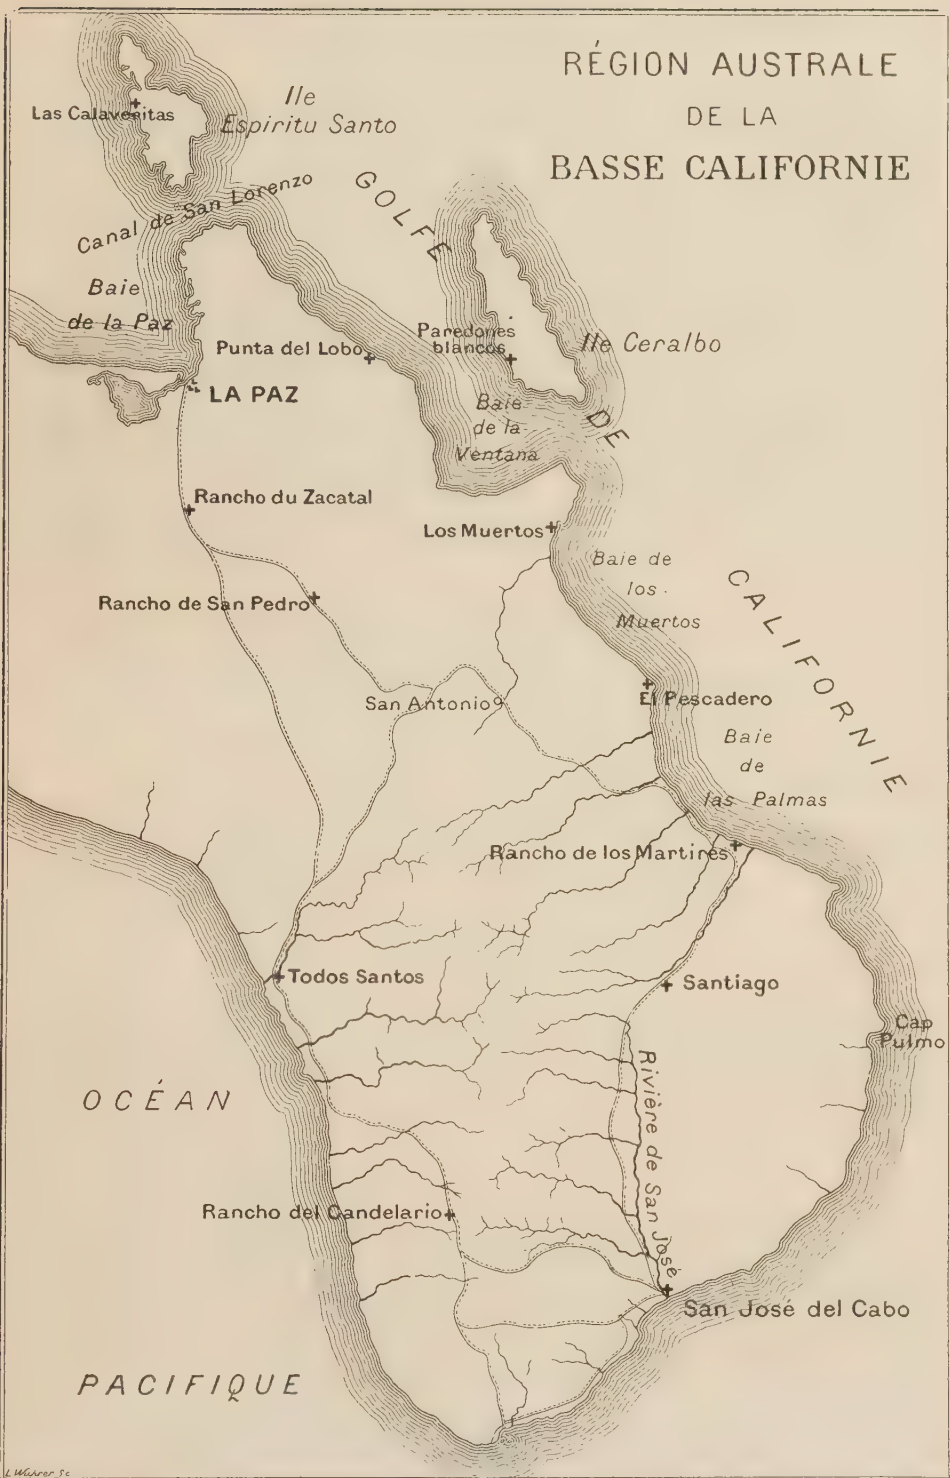 RÉGION AUSTRALE
DE LA
BASSE CALIFORNIE
Las Calaveritas
Ile
Espiritu Santo
Canal de San Lorenzo
GOLFE
Baie
de la Paz
Punta del Lobo
Paredones
blancos
Ile Ceralbo
LA PAZ
Baie
de la
Ventana
DE
Rancho du Zacatal
Los Muertos
Baie de
los
Muertos
CALIFORNIE
Rancho de San Pedro
San Antonio
El Pescadero
Baie
de
las Palmas
Rancho de los Martires
Todos Santos
Santiago
Cap
Pulmo
OCÉAN
Rivière de San José
Rancho del Candelario
San José del Cabo
PACIFIQUE
L. Wuhrer Sc